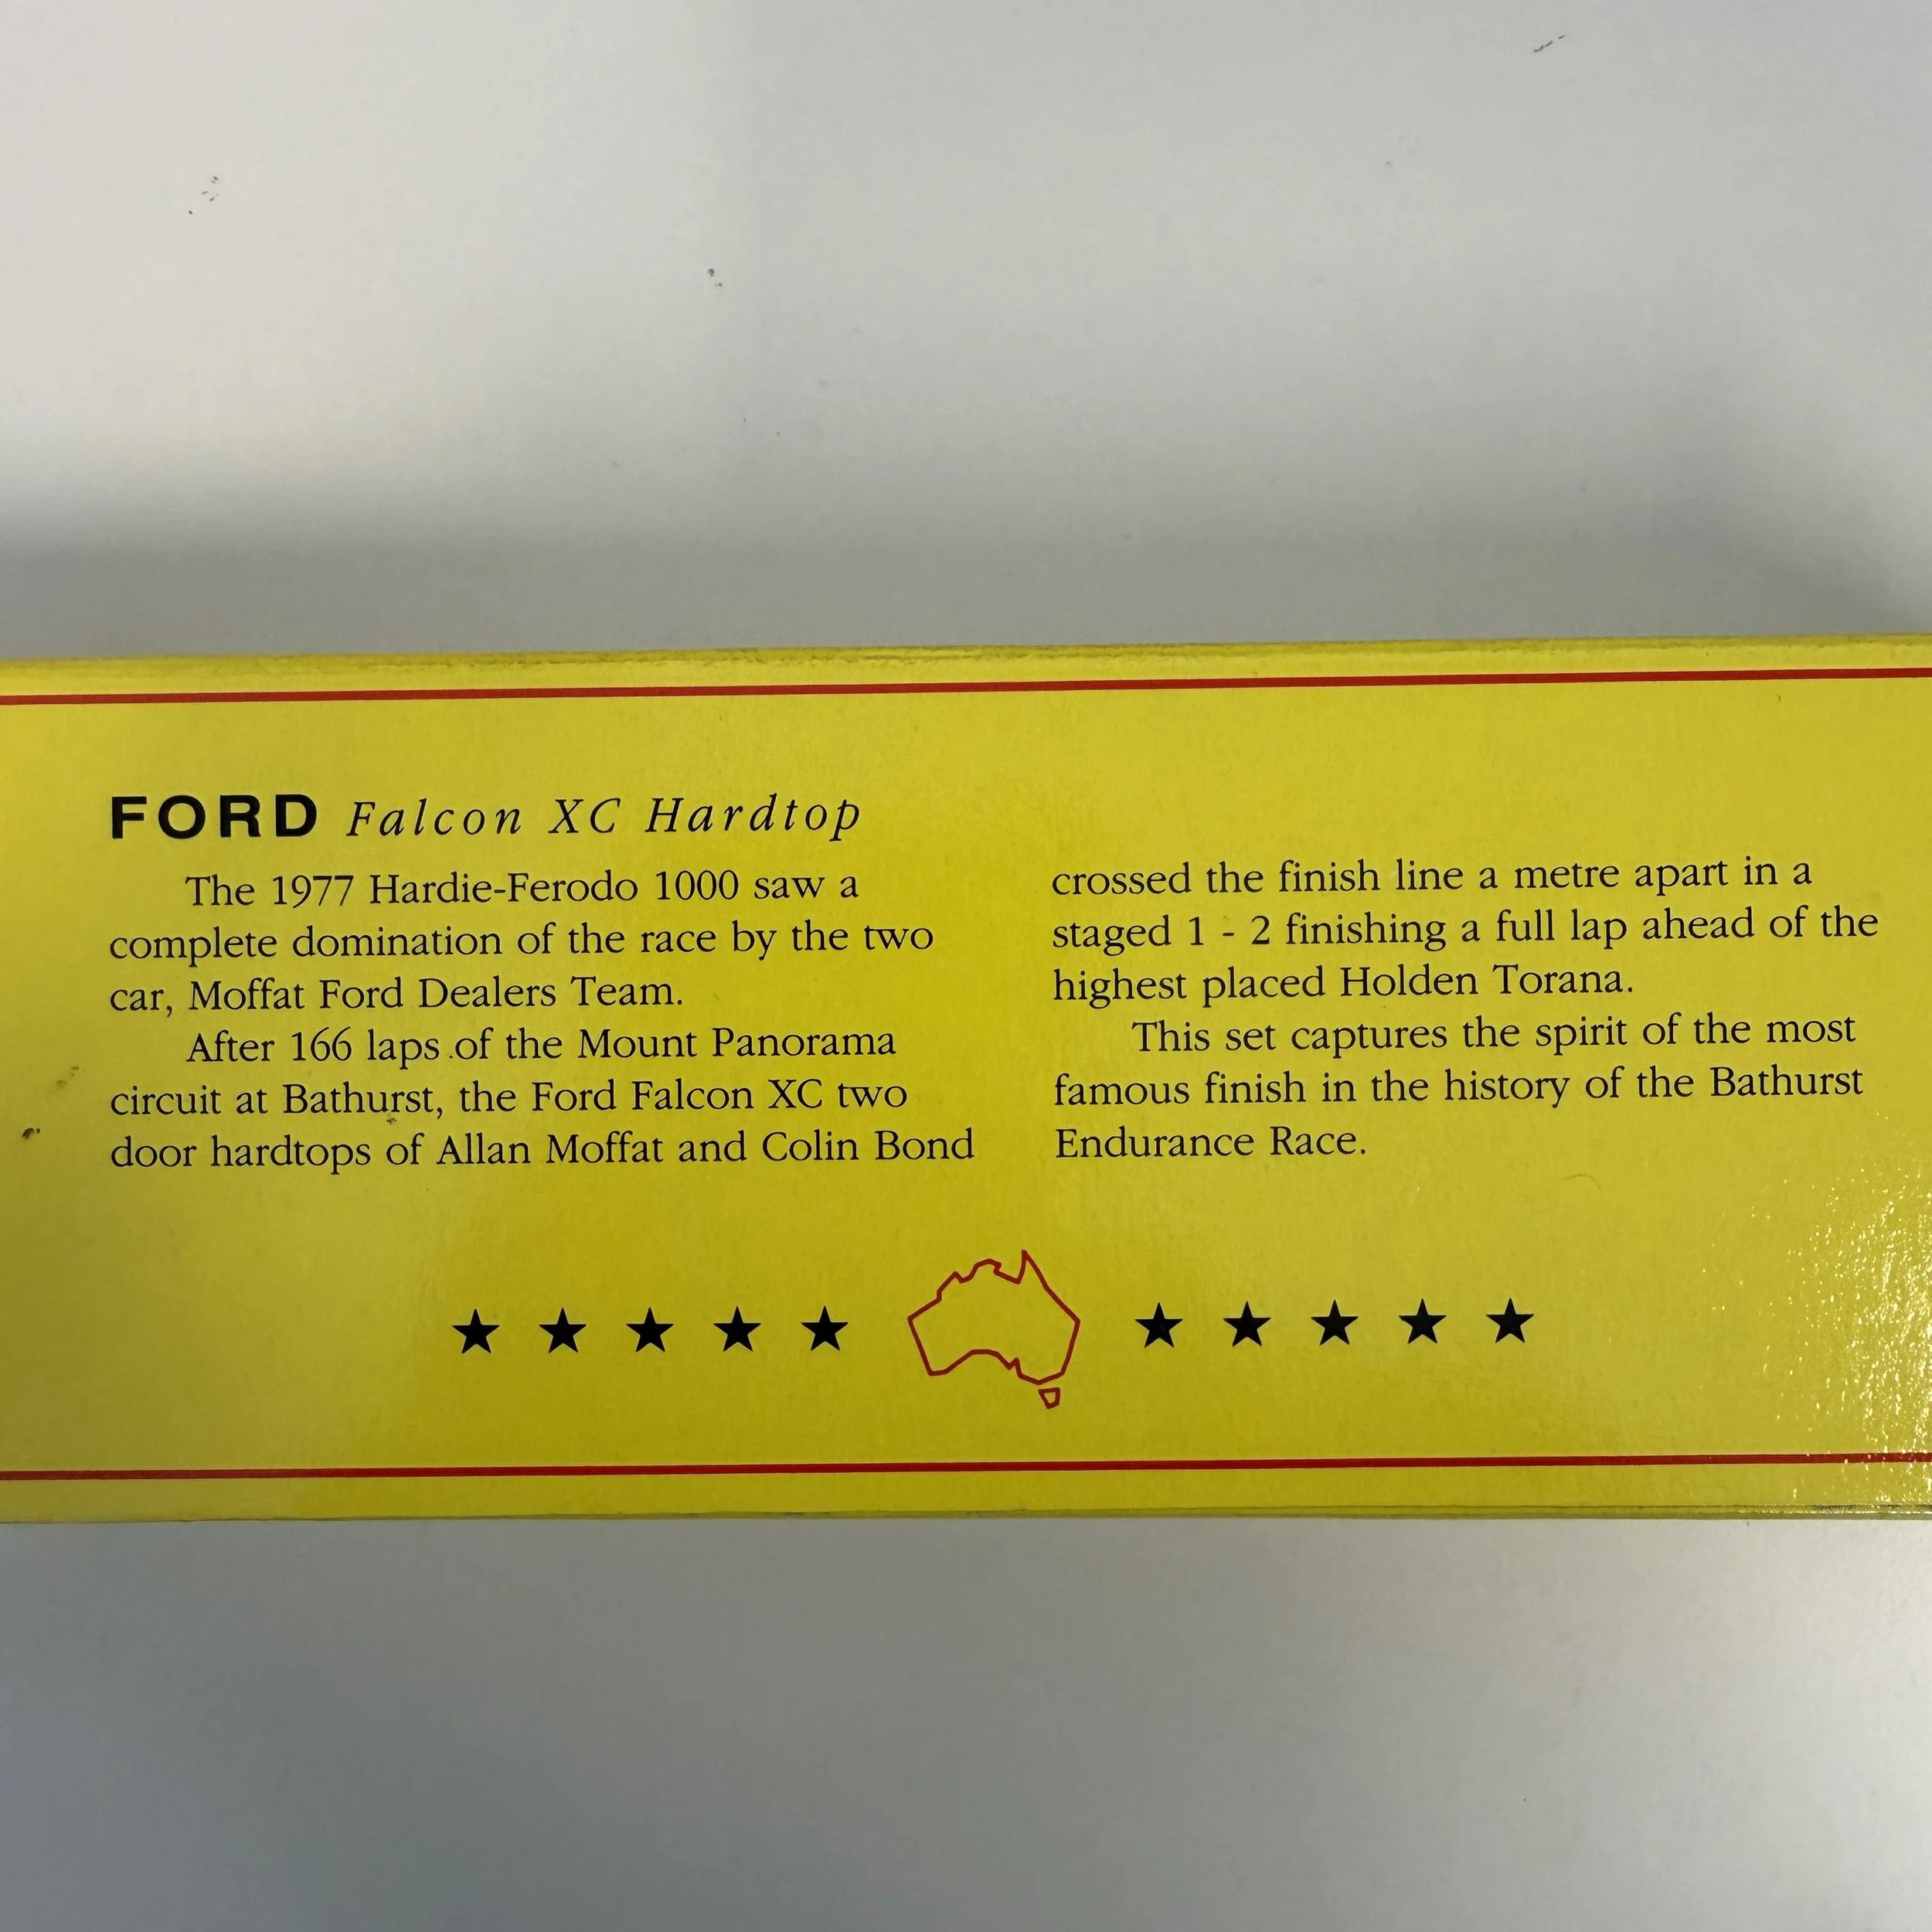 FORD Falcon XC Hardtop
The 1977 Hardie-Ferodo 1000 saw a
complete domination of the race by the two
car, Moffat Ford Dealers Team.
After 166 laps of the Mount Panorama
circuit at Bathurst, the Ford Falcon XC two
door hardtops of Allan Moffat and Colin Bond
crossed the finish line a metre apart in a
staged 1 - 2 finishing a full lap ahead of the
highest placed Holden Torana.
This set captures the spirit of the most
famous finish in the history of the Bathurst
Endurance Race.